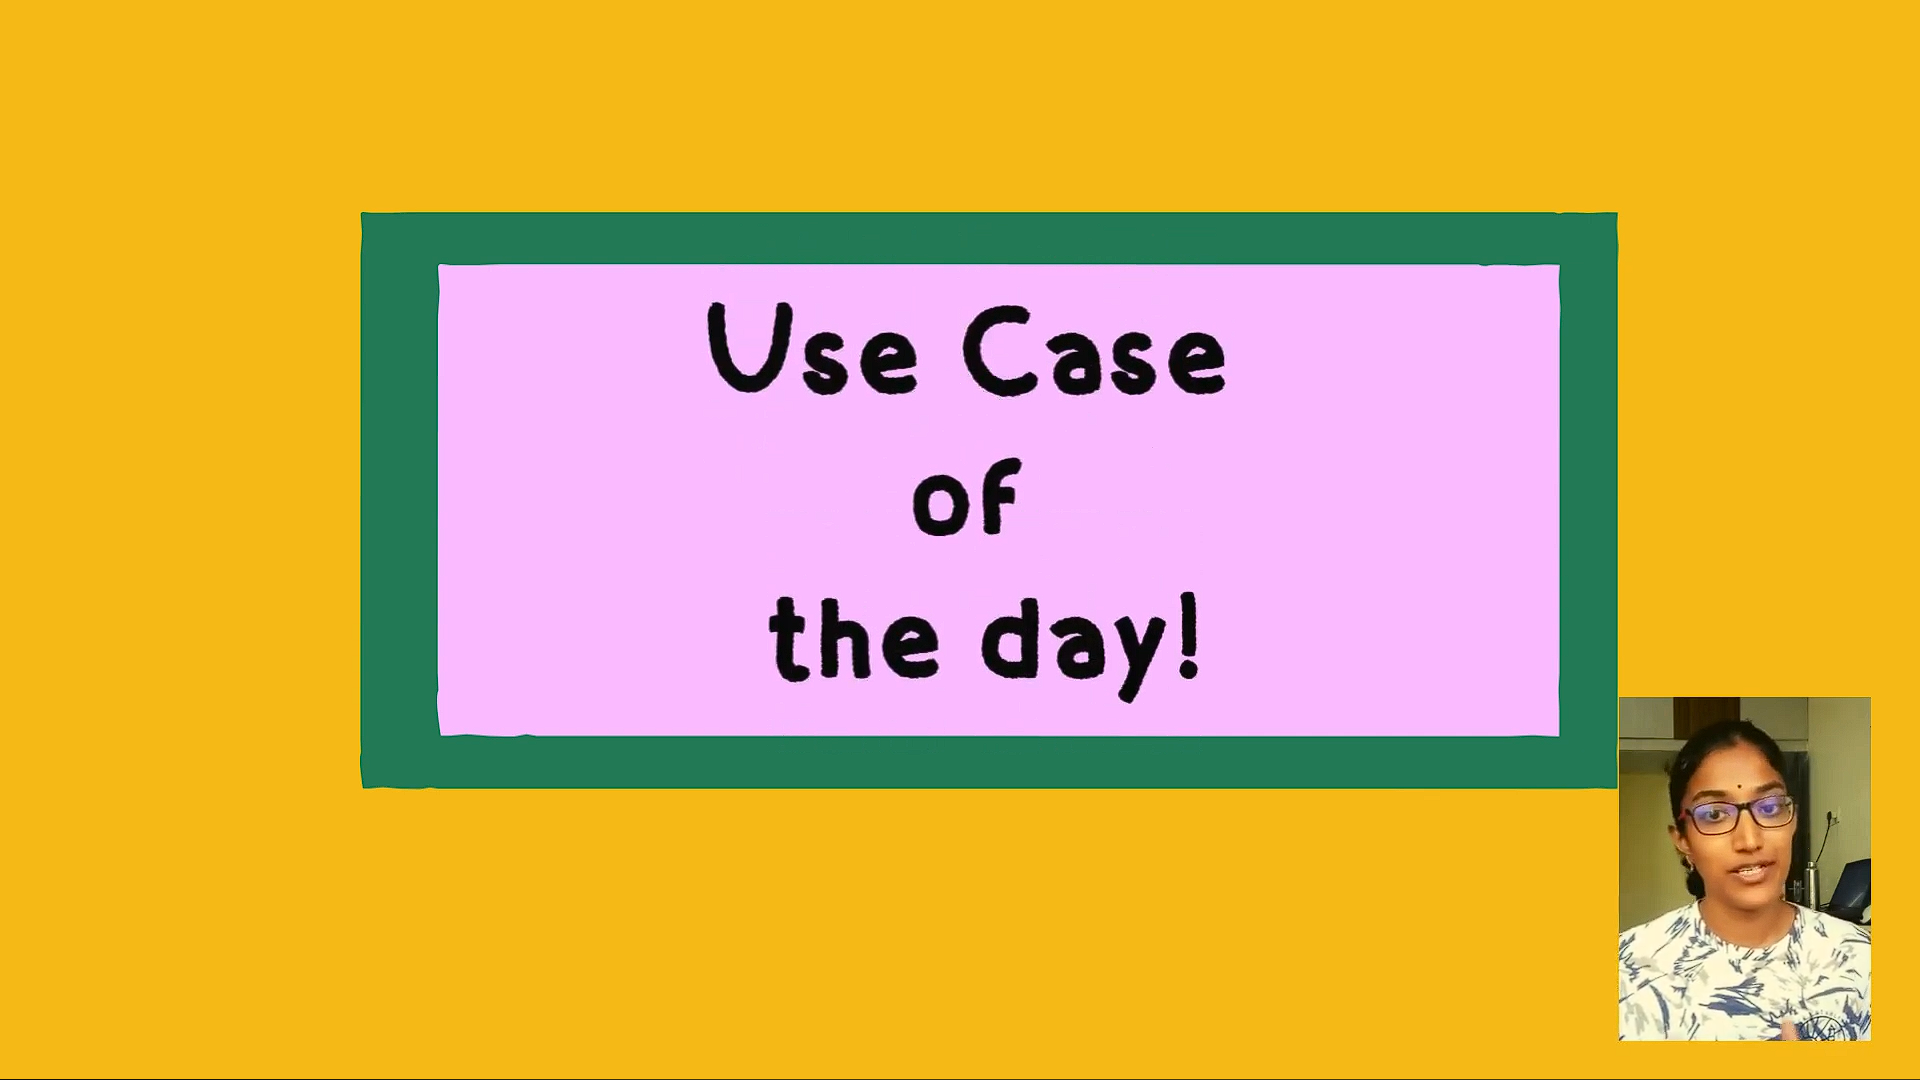 Use Case
of
the day!